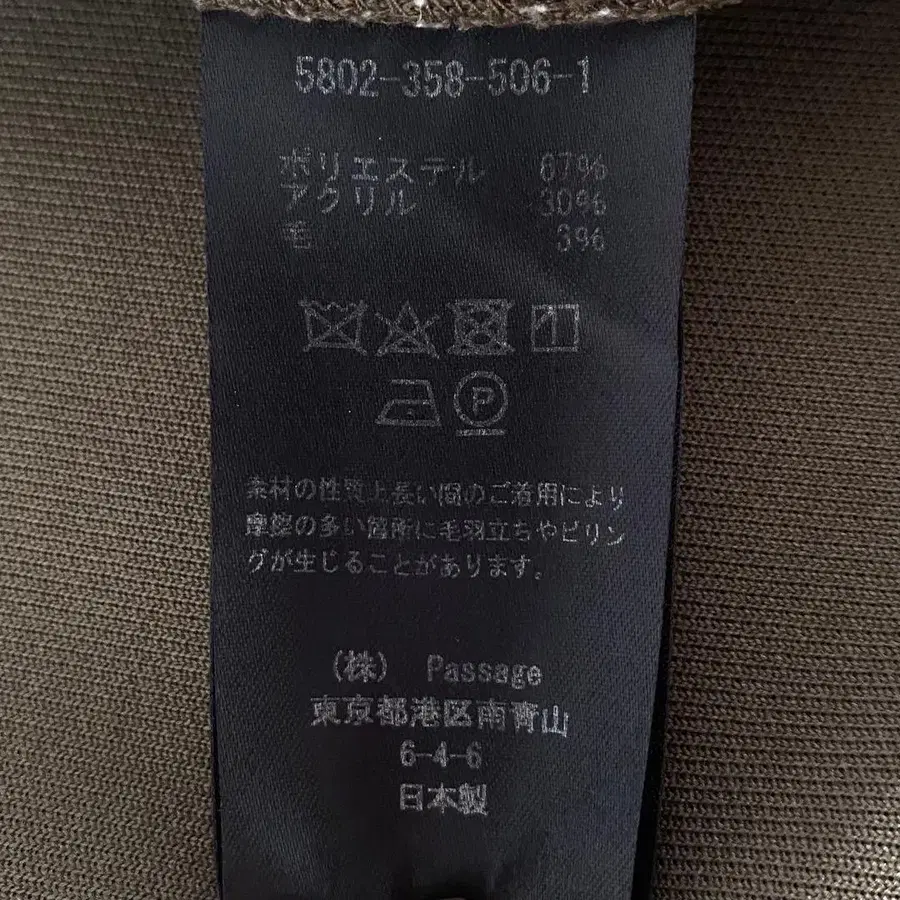 5802-358-506-1
ポリエステル 67%
アクリル 30%
毛 3%
P
素材の性質上長い間のご着用により
摩擦の多い箇所に毛羽立ちやピリン
グが生じることがあります。
(株) Passage
東京都港区南青山
6-4-6
日本製